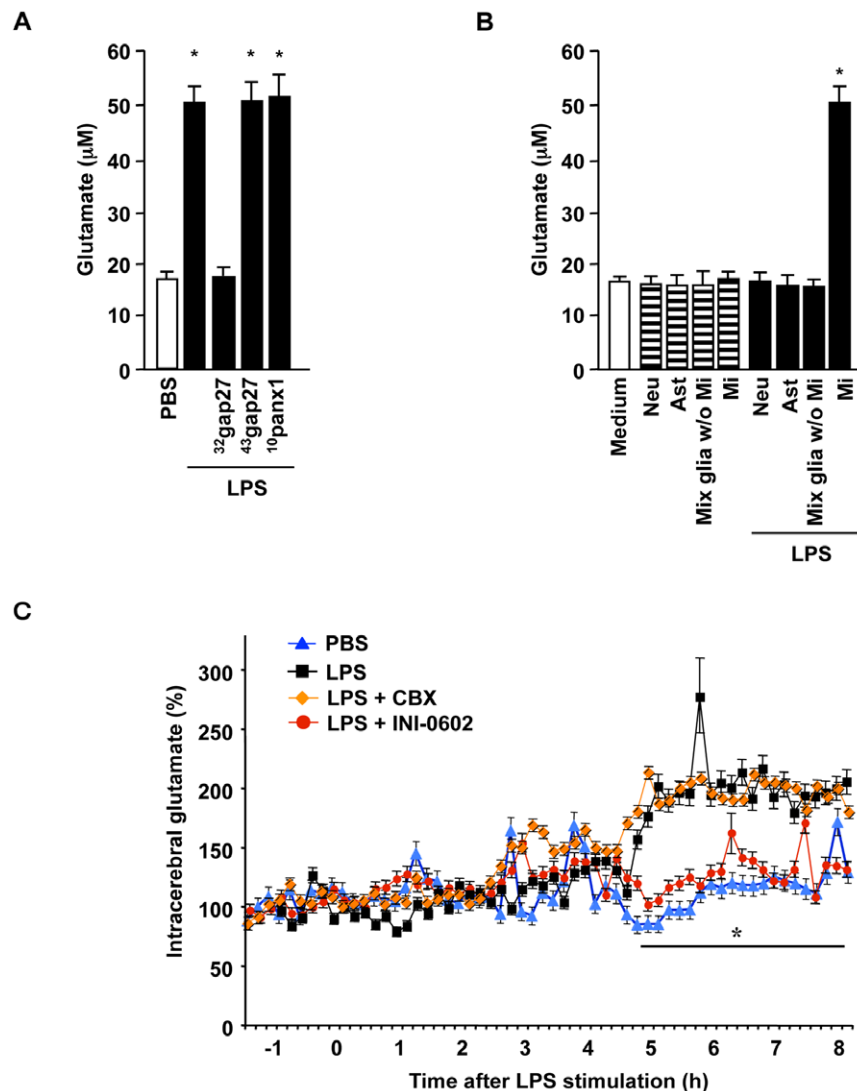 A
Glutamate (μM)
60
50
40
30
20
10
0
* * *
PBS
³²gap27
⁴³gap27
¹⁰panx1
LPS
B
Glutamate (μM)
60
50
40
30
20
10
0
*
Medium
Neu
Ast
Mix glia w/o Mi
Mi
Neu
Ast
Mix glia w/o Mi
Mi
LPS
C
Intracerebral glutamate (%)
300
250
200
150
100
50
0
PBS
LPS
LPS + CBX
LPS + INI-0602
*
-1 0 1 2 3 4 5 6 7 8
Time after LPS stimulation (h)